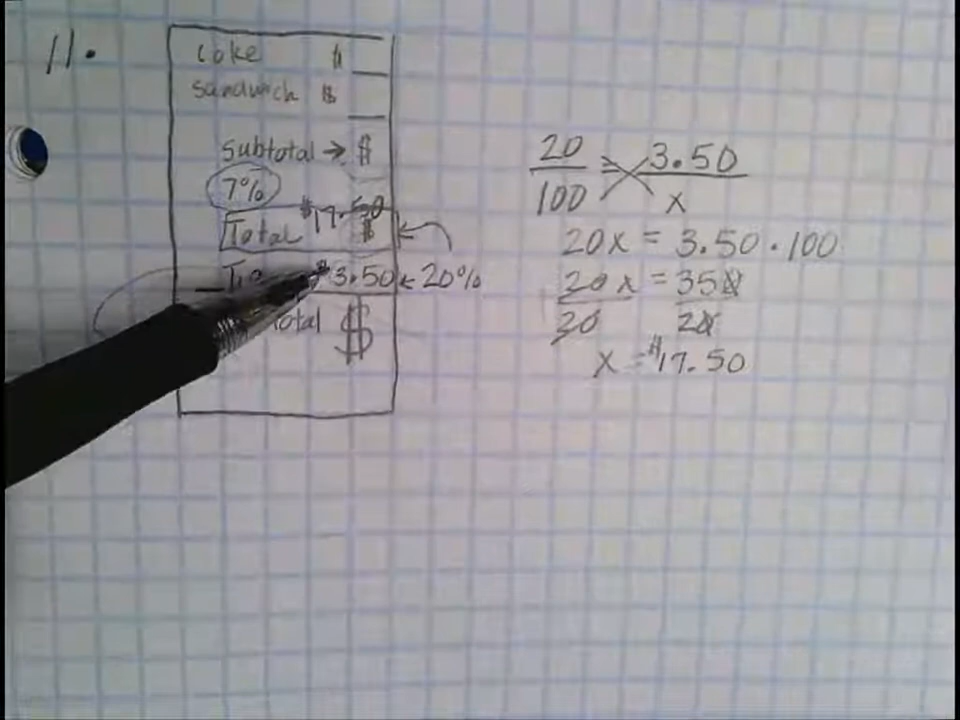 11.
coke $
sandwich $
subtotal → $
7%
Total $17.50 $
$3.50 ← 20%
$
20/100 = 3.50/x
20x = 3.50 · 100
20x/20 = 350/20
x = $17.50